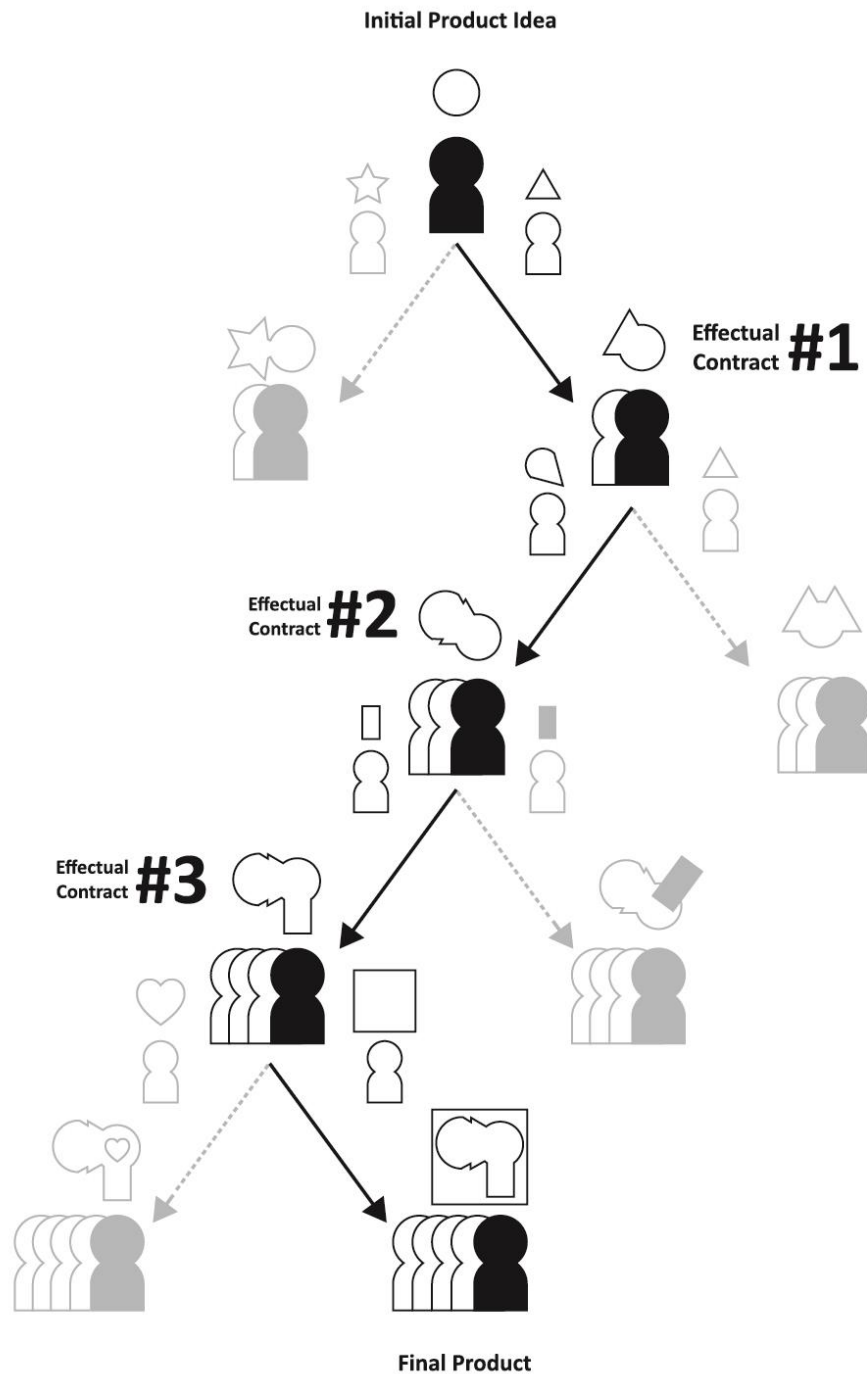 Initial Product Idea
Effectual
Contract #1
Effectual
Contract #2
Effectual
Contract #3
Final Product